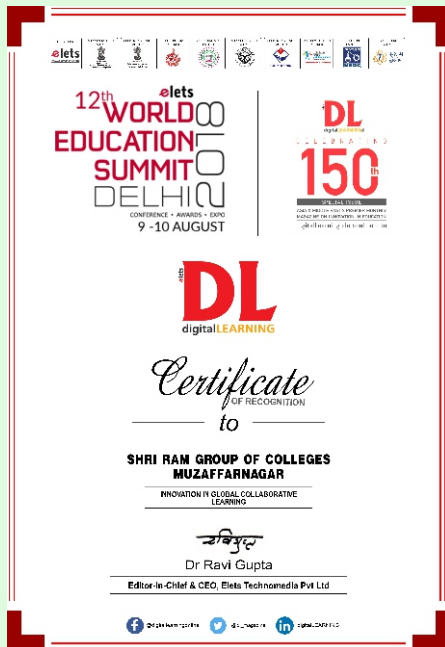 elets
elets
12th WORLD
EDUCATION
SUMMIT
DELHI 2018
CONFERENCE • AWARDS • EXPO
9 -10 AUGUST
DL
digitalLEARNING
CELEBRATING
150th
SPECIAL ISSUE
elets
DL
digitalLEARNING
Certificate
OF RECOGNITION
to
SHRI RAM GROUP OF COLLEGES
MUZAFFARNAGAR
INNOVATION IN GLOBAL COLLABORATIVE
LEARNING
Dr Ravi Gupta
Editor-in-Chief & CEO, Elets Technomedia Pvt Ltd
digitalLEARNING